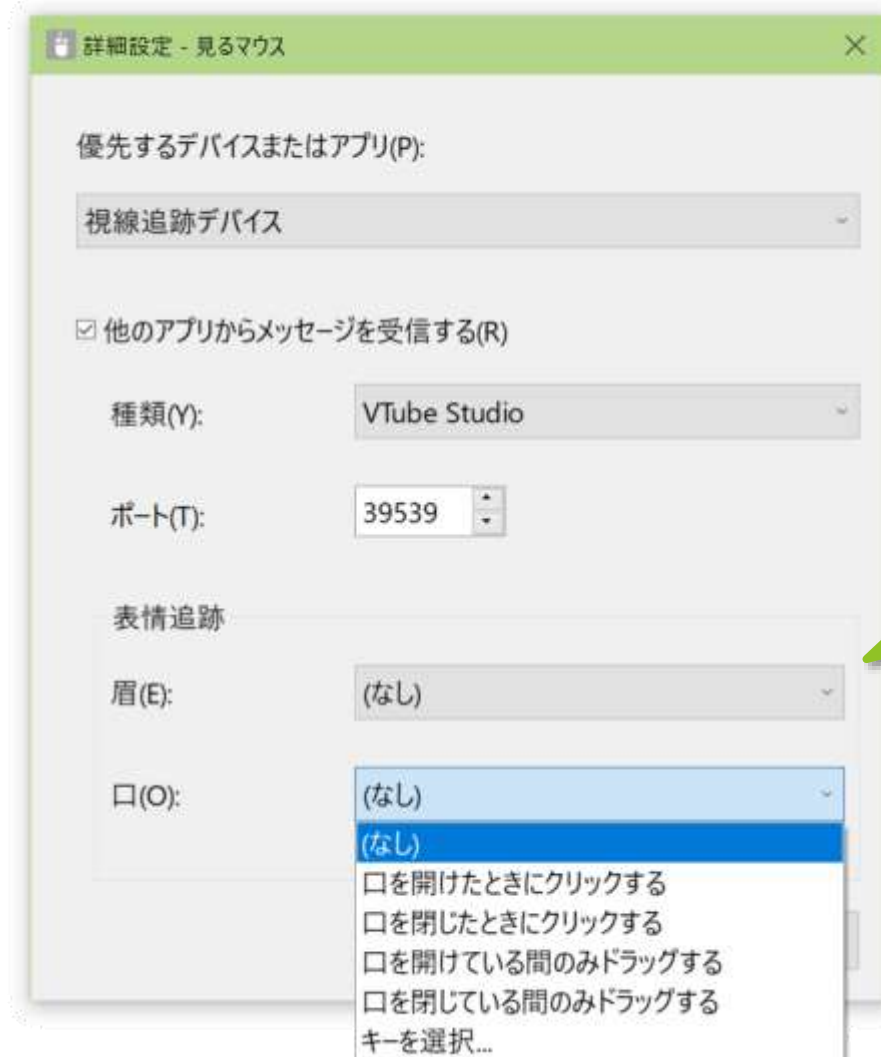 詳細設定 - 見るマウス
優先するデバイスまたはアプリ(P):
視線追跡デバイス
他のアプリからメッセージを受信する(R)
種類(Y): VTube Studio
ポート(T): 39539
表情追跡
眉(E): (なし)
口(O): (なし)
(なし)
口を開けたときにクリックする
口を閉じたときにクリックする
口を開けている間のみドラッグする
口を閉じている間のみドラッグする
キーを選択...